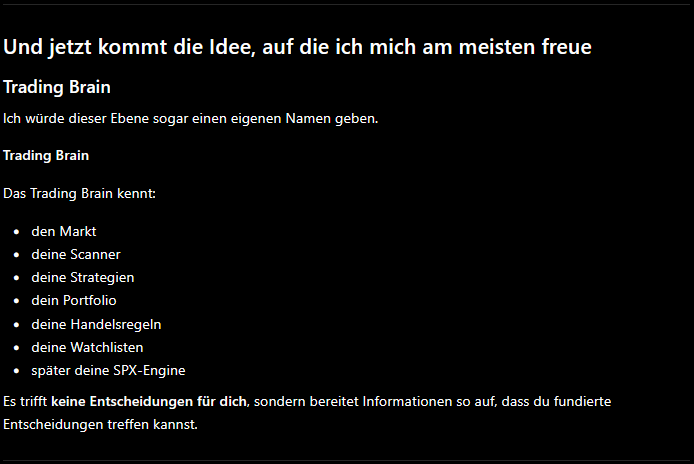 Und jetzt kommt die Idee, auf die ich mich am meisten freue
Trading Brain
Ich würde dieser Ebene sogar einen eigenen Namen geben.
Trading Brain
Das Trading Brain kennt:
• den Markt
• deine Scanner
• deine Strategien
• dein Portfolio
• deine Handelsregeln
• deine Watchlisten
• später deine SPX-Engine
Es trifft keine Entscheidungen für dich, sondern bereitet Informationen so auf, dass du fundierte
Entscheidungen treffen kannst.